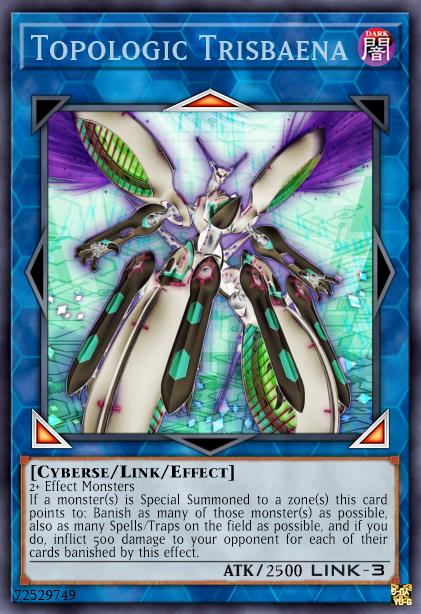 Topologic Trisbaena
DARK
闇
[Cyberse/Link/Effect]
2+ Effect Monsters
If a monster(s) is Special Summoned to a zone(s) this card
points to: Banish as many of those monster(s) as possible,
also as many Spells/Traps on the field as possible, and if you
do, inflict 500 damage to your opponent for each of their
cards banished by this effect.
ATK/2500 LINK-3
72529749